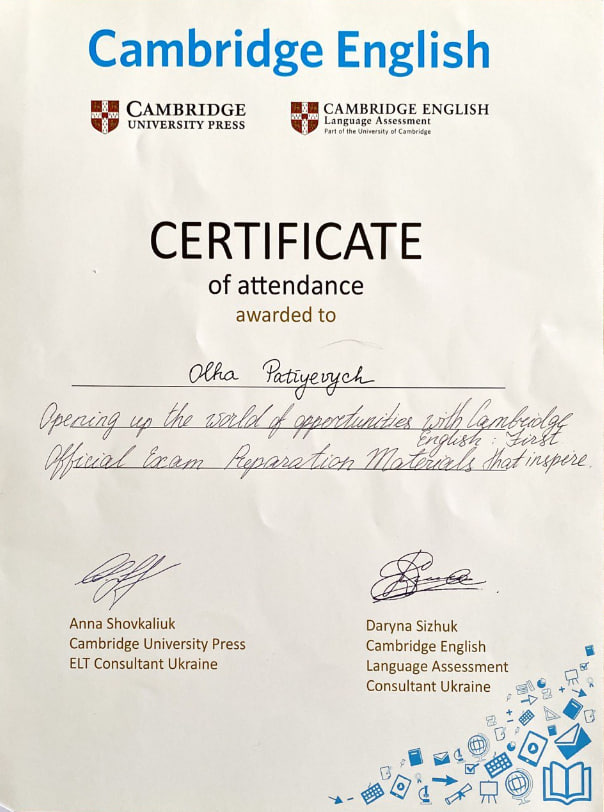 Cambridge English
CAMBRIDGE
UNIVERSITY PRESS
CAMBRIDGE ENGLISH
Language Assessment
Part of the University of Cambridge
CERTIFICATE
of attendance
awarded to
Olha Patiyevych
Opening up the world of opportunities with Cambridge
English: First
Official Exam Preparation Materials that inspere.
Anna Shovkaliuk
Cambridge University Press
ELT Consultant Ukraine
Daryna Sizhuk
Cambridge English
Language Assessment
Consultant Ukraine